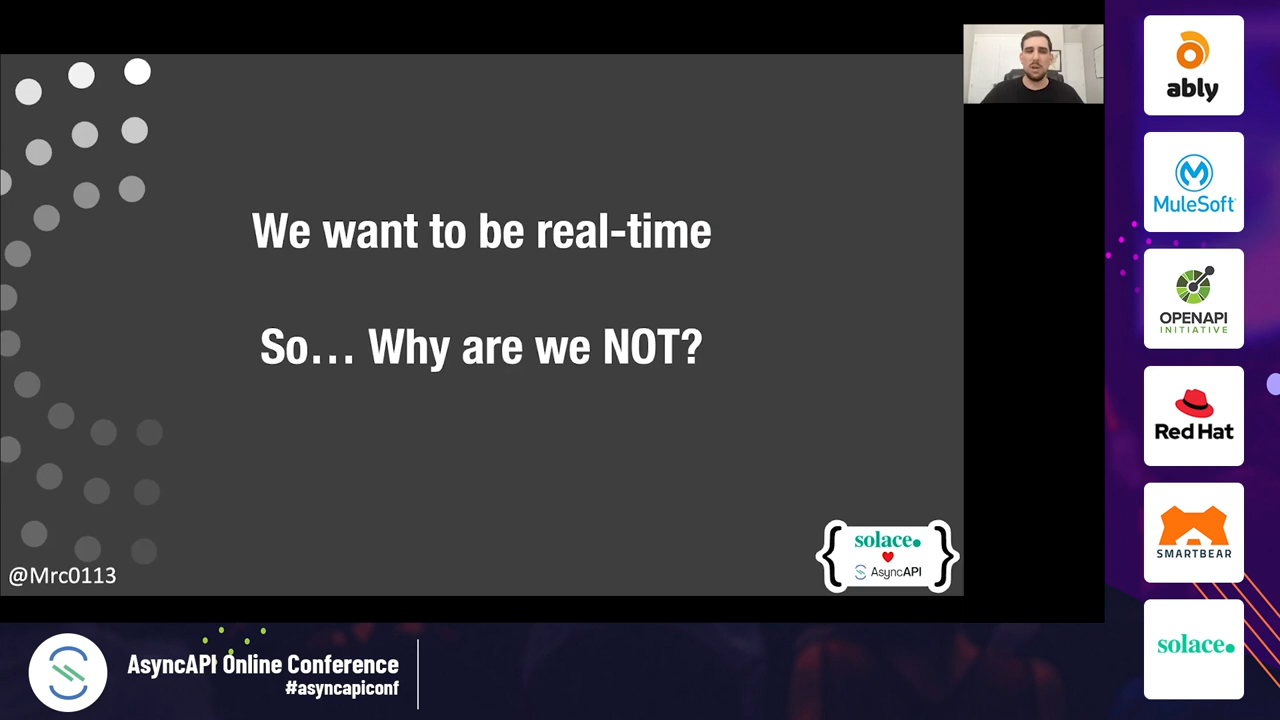 We want to be real-time
So... Why are we NOT?
@Mrc0113
solace.
AsyncAPI
AsyncAPI Online Conference
#asyncapiconf
ably
MuleSoft
OPENAPI
INITIATIVE
Red Hat
SMARTBEAR
solace.